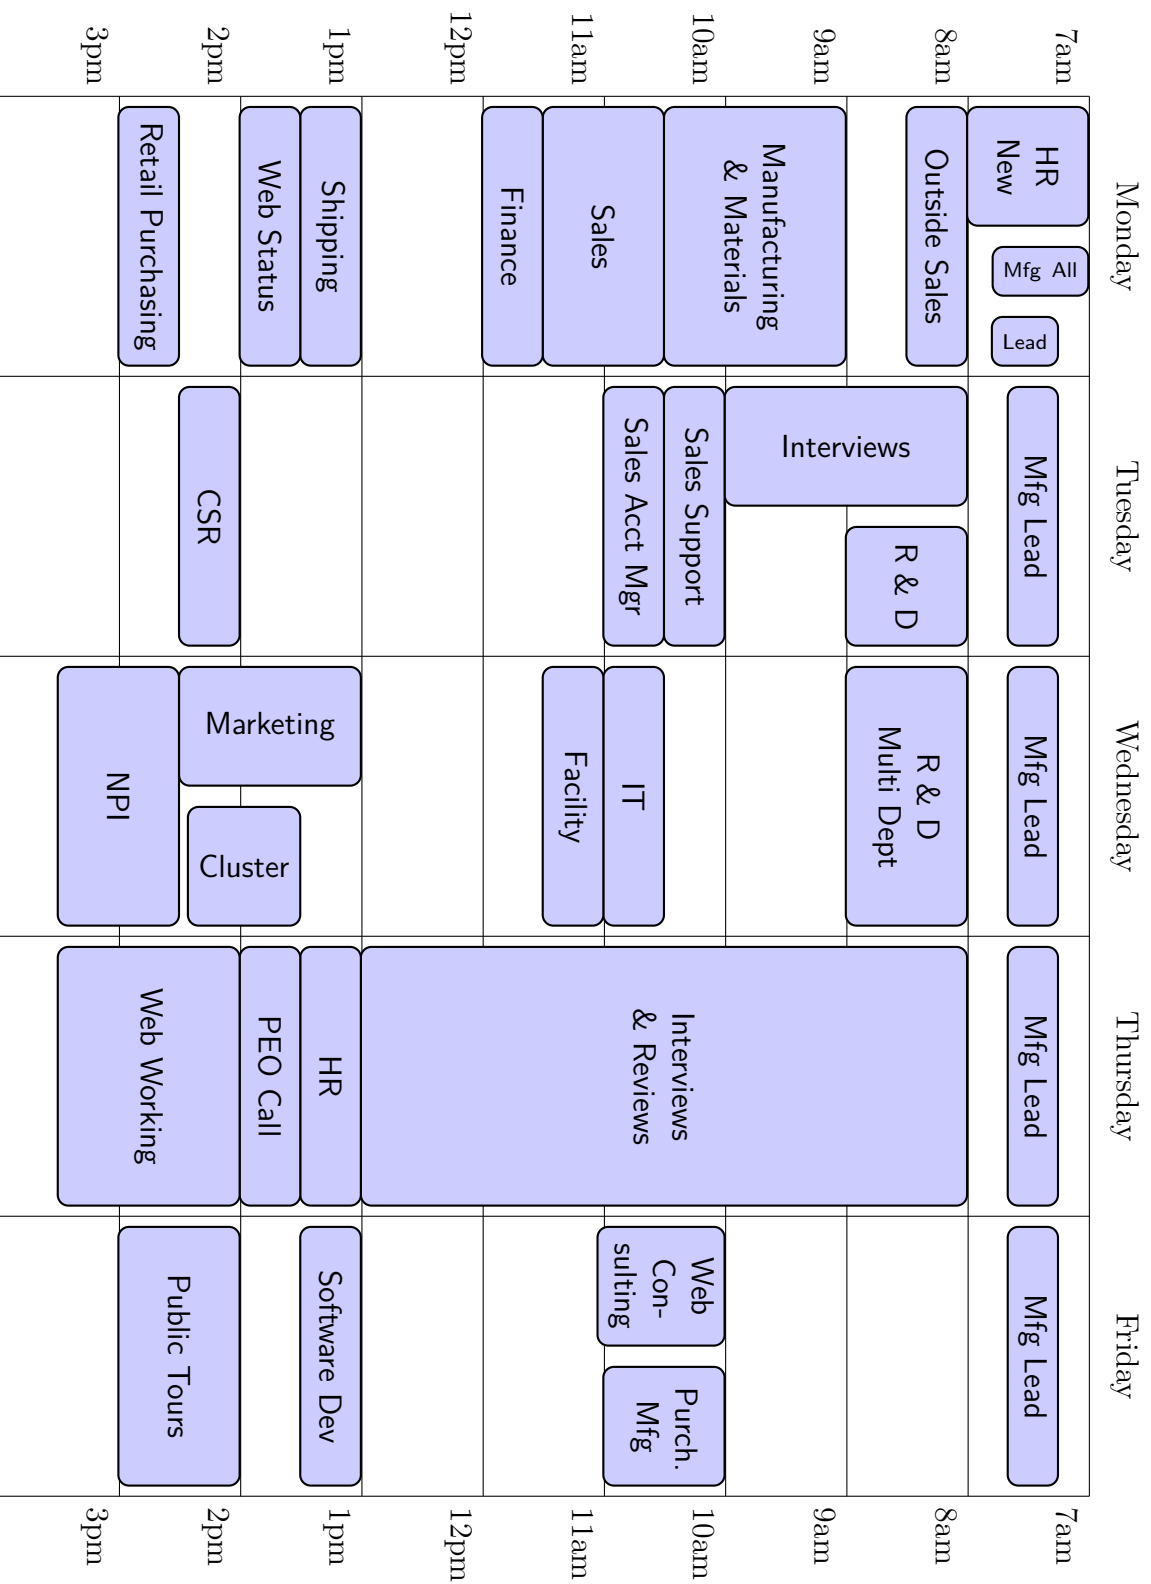 Monday
Tuesday
Wednesday
Thursday
Friday
7am
8am
9am
10am
11am
12pm
1pm
2pm
3pm
7am
8am
9am
10am
11am
12pm
1pm
2pm
3pm
HR
New
Mfg All
Lead
Outside Sales
Manufacturing
& Materials
Sales
Finance
Shipping
Web Status
Retail Purchasing
Mfg Lead
Interviews
R & D
Sales Support
Sales Acct Mgr
CSR
Mfg Lead
R & D
Multi Dept
IT
Facility
Marketing
Cluster
NPI
Mfg Lead
Interviews
& Reviews
HR
PEO Call
Web Working
Mfg Lead
Web
Con-
sulting
Purch.
Mfg
Software Dev
Public Tours